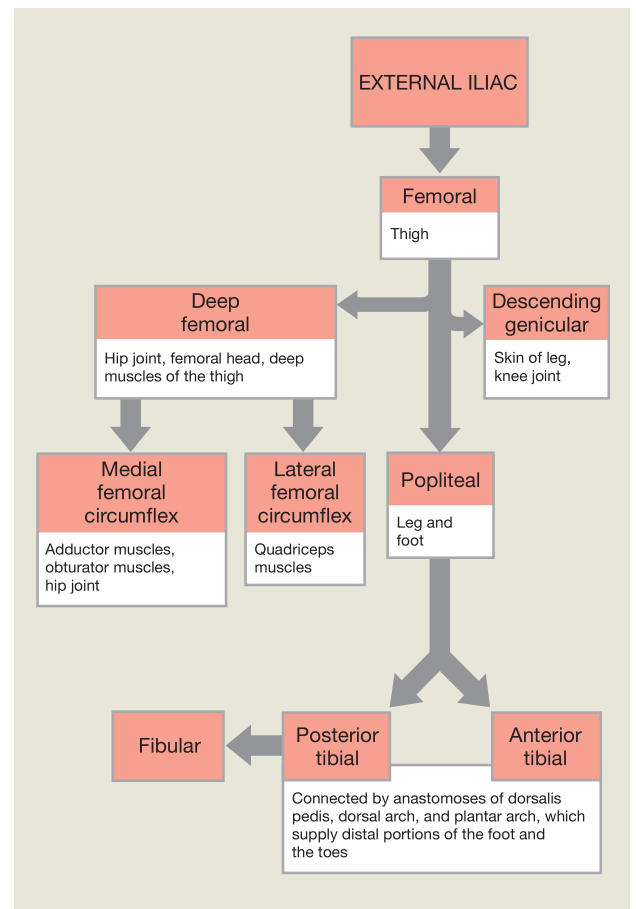 EXTERNAL ILIAC
Femoral
Thigh
Deep
femoral
Hip joint, femoral head, deep
muscles of the thigh
Descending
genicular
Skin of leg,
knee joint
Medial
femoral
circumflex
Adductor muscles,
obturator muscles,
hip joint
Lateral
femoral
circumflex
Quadriceps
muscles
Popliteal
Leg and
foot
Fibular
Posterior
tibial
Anterior
tibial
Connected by anastomoses of dorsalis
pedis, dorsal arch, and plantar arch, which
supply distal portions of the foot and
the toes